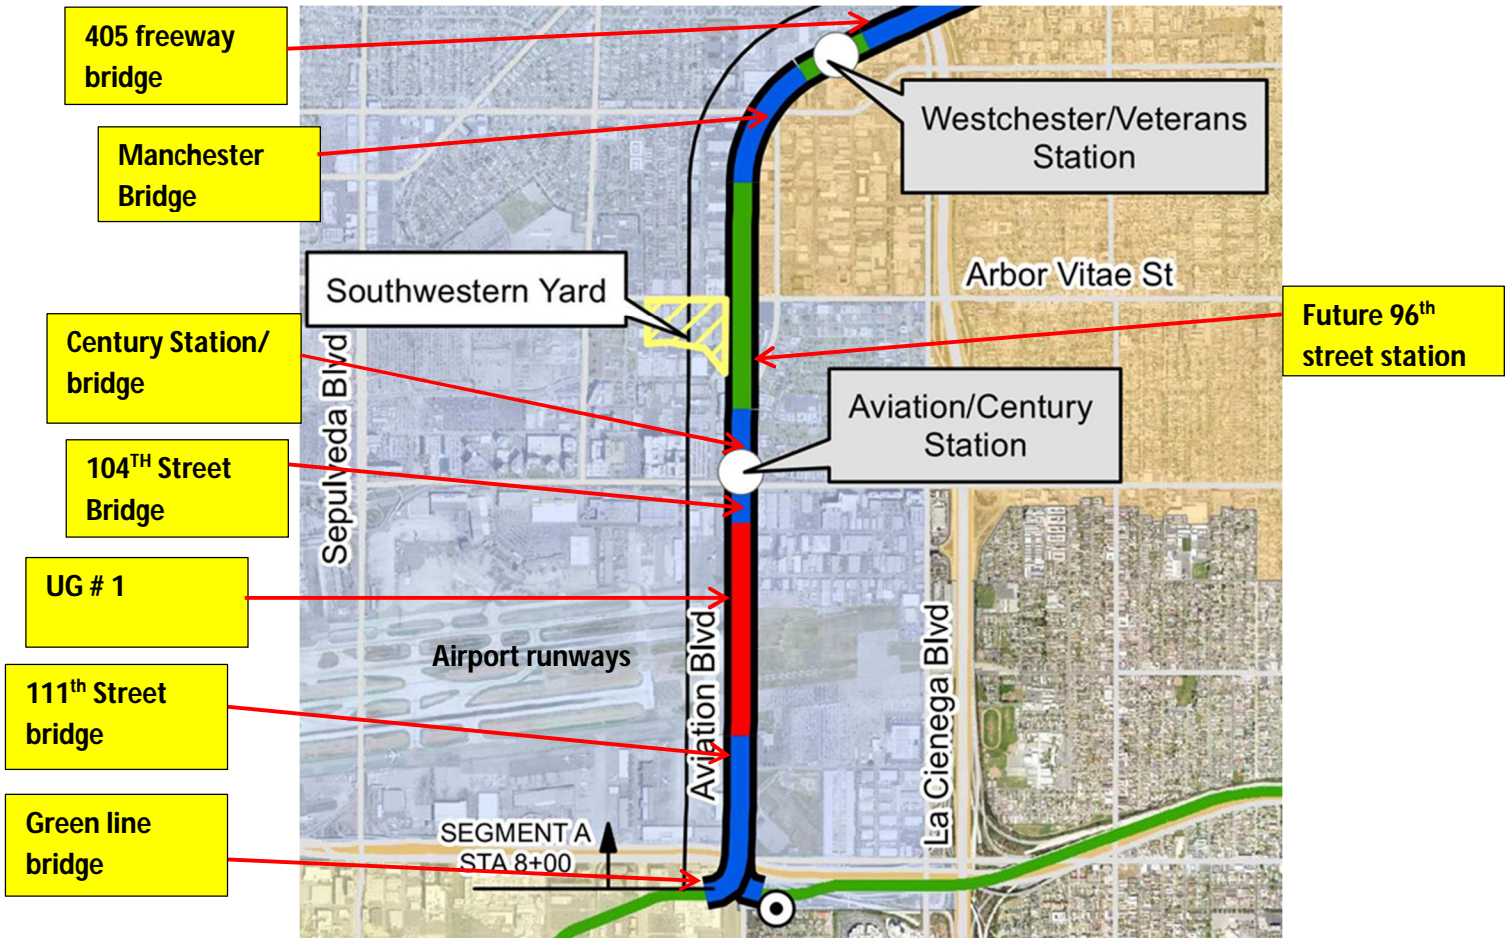 405 freeway
bridge
Manchester
Bridge
Westchester/Veterans
Station
Southwestern Yard
Arbor Vitae St
Century Station/
bridge
Future 96th
street station
Sepulveda Blvd
Aviation/Century
Station
104TH Street
Bridge
UG # 1
Airport runways
Aviation Blvd
La Cienega Blvd
111th Street
bridge
Green line
bridge
SEGMENT A
STA 8+00